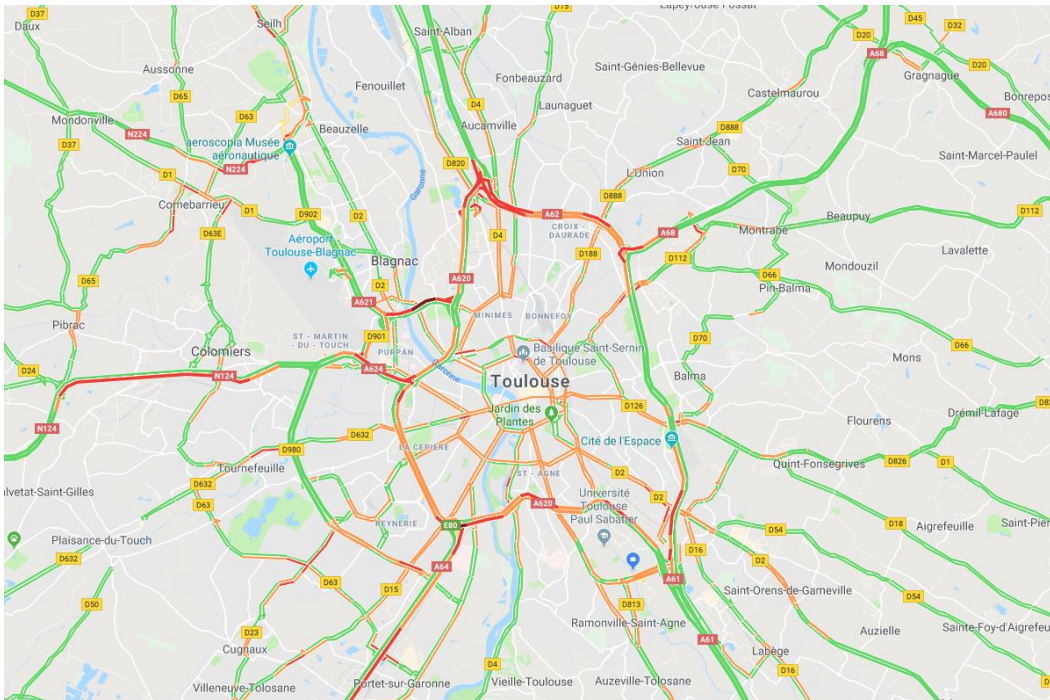 D37
Daux
Seilh
Saint-Alban
D15
Lapeyrouse-Fossat
D45
D32
D20
A68
Aussonne
Fenouillet
Fonbeauzard
Saint-Génies-Bellevue
Gragnague
D20
D65
D4
Launaguet
Castelmaurou
Bonrepos
Mondonville
D63
Beauzelle
Aucamville
A680
N224
D888
D37
aeroscopia Musée
aéronautique
Saint-Jean
Saint-Marcel-Paulel
N224
D820
D1
L'Union
D70
Cornebarrieu
D888
D1
D902
D2
Garonne
A62
Beaupuy
D112
D63E
D4
CROIX -
DAURADE
A68
Montrabé
Aéroport
Toulouse-Blagnac
Blagnac
D188
D112
Lavalette
D65
D2
A620
D66
Mondouzil
Pin-Balma
A621
MINIMES
BONNEFOY
Pibrac
ST - MARTIN
- DU - TOUCH
D901
D70
D66
Colomiers
PURPAN
Basilique Saint-Sernin
de Toulouse
Mons
D24
N124
A624
Garonne
Toulouse
Balma
Jardin des
Plantes
D126
Drémil-Lafage
Flourens
N124
D632
Cité de l'Espace
D980
LA CEPIÈRE
Tournefeuille
ST - AGNE
D2
Quint-Fonsegrives
D826
D1
D632
lvetat-Saint-Gilles
D63
Université
Toulouse
Paul Sabatier
D2
REYNERIE
E80
A620
D54
D18
Aigrefeuille
Saint-Pier
Plaisance-du-Touch
D16
D632
A64
D2
D63
D15
A61
Saint-Orens-de-Gameville
D50
D813
D54
D23
Ramonville-Saint-Agne
Auzielle
Sainte-Foy-d'Aigrefeu
Cugnaux
A61
Labège
D4
D16
Villeneuve-Tolosane
Portet-sur-Garonne
Vieille-Toulouse
Auzeville-Tolosane